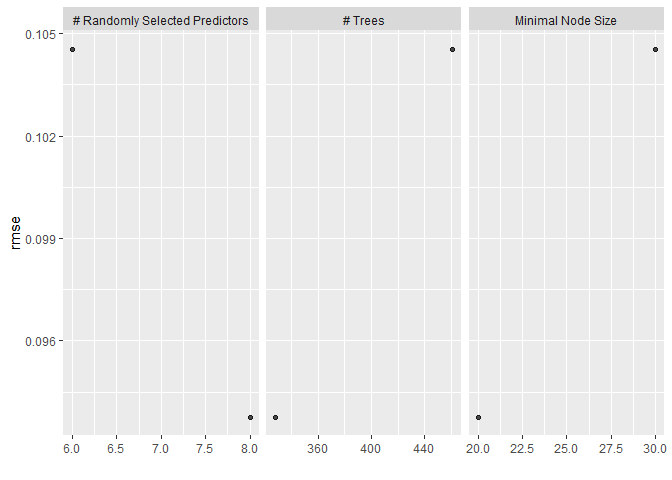 # Randomly Selected Predictors
# Trees
Minimal Node Size
0.105
0.102
0.099
0.096
rmse
6.0 6.5 7.0 7.5 8.0
360 400 440
20.0 22.5 25.0 27.5 30.0